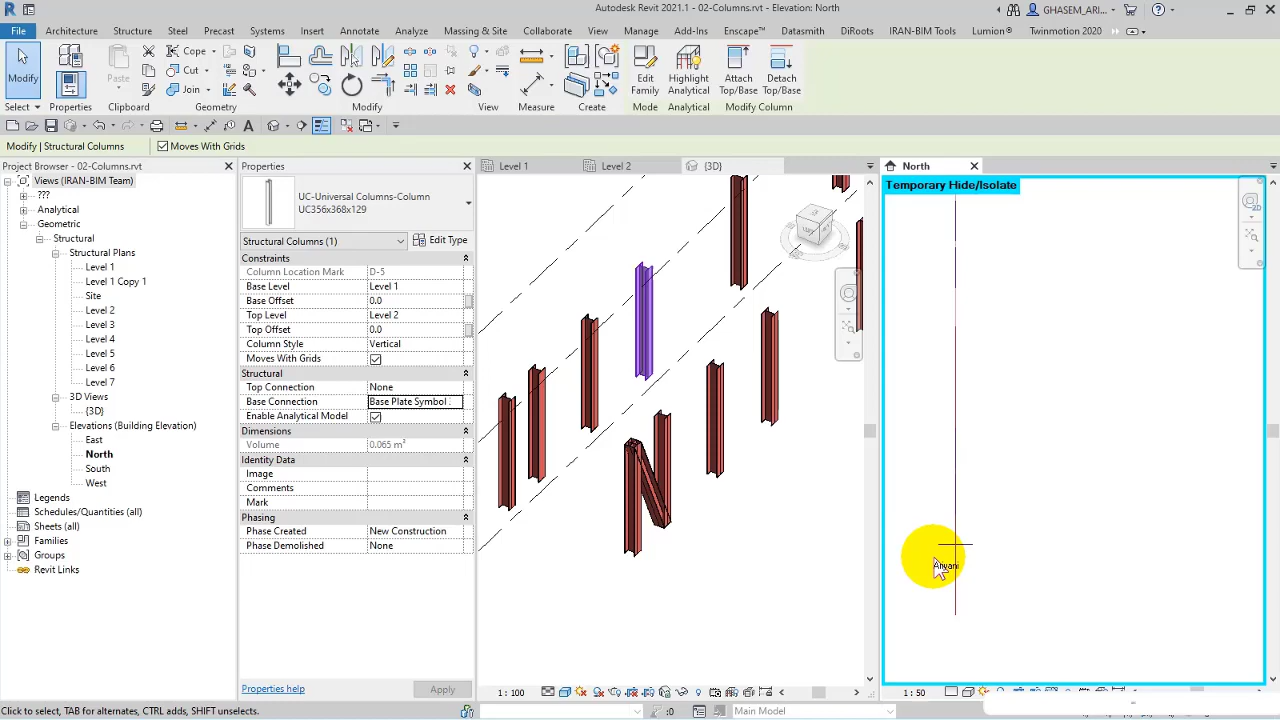 Autodesk Revit 2021.1 - 02-Columns.rvt - Elevation: North
GHASEM_ARI...
File Architecture Structure Steel Precast Systems Insert Annotate Analyze Massing & Site Collaborate View Manage Add-Ins Enscape™ Datasmith DiRoots IRAN-BIM Tools Lumion® Twinmotion 2020
Modify
Properties
Paste
Cope
Cut
Join
Edit Family
Highlight Analytical
Attach Top/Base
Detach Top/Base
Select Properties Clipboard Geometry Modify View Measure Create Mode Analytical Modify Column
Modify | Structural Columns Moves With Grids
Project Browser - 02-Columns.rvt
Views (IRAN-BIM Team)
???
Analytical
Geometric
Structural
Structural Plans
Level 1
Level 1 Copy 1
Site
Level 2
Level 3
Level 4
Level 5
Level 6
Level 7
3D Views
{3D}
Elevations (Building Elevation)
East
North
South
West
Legends
Schedules/Quantities (all)
Sheets (all)
Families
Groups
Revit Links
Properties
UC-Universal Columns-Column
UC356x368x129
Structural Columns (1) Edit Type
Constraints
Column Location Mark D-5
Base Level Level 1
Base Offset 0.0
Top Level Level 2
Top Offset 0.0
Column Style Vertical
Moves With Grids
Structural
Top Connection None
Base Connection Base Plate Symbol :
Enable Analytical Model
Dimensions
Volume 0.065 m³
Identity Data
Image
Comments
Mark
Phasing
Phase Created New Construction
Phase Demolished None
Properties help Apply
Level 1 Level 2 {3D}
1 : 100
North
Temporary Hide/Isolate
2D
Ariyani
1 : 50
Click to select, TAB for alternates, CTRL adds, SHIFT unselects.
:0
Main Model